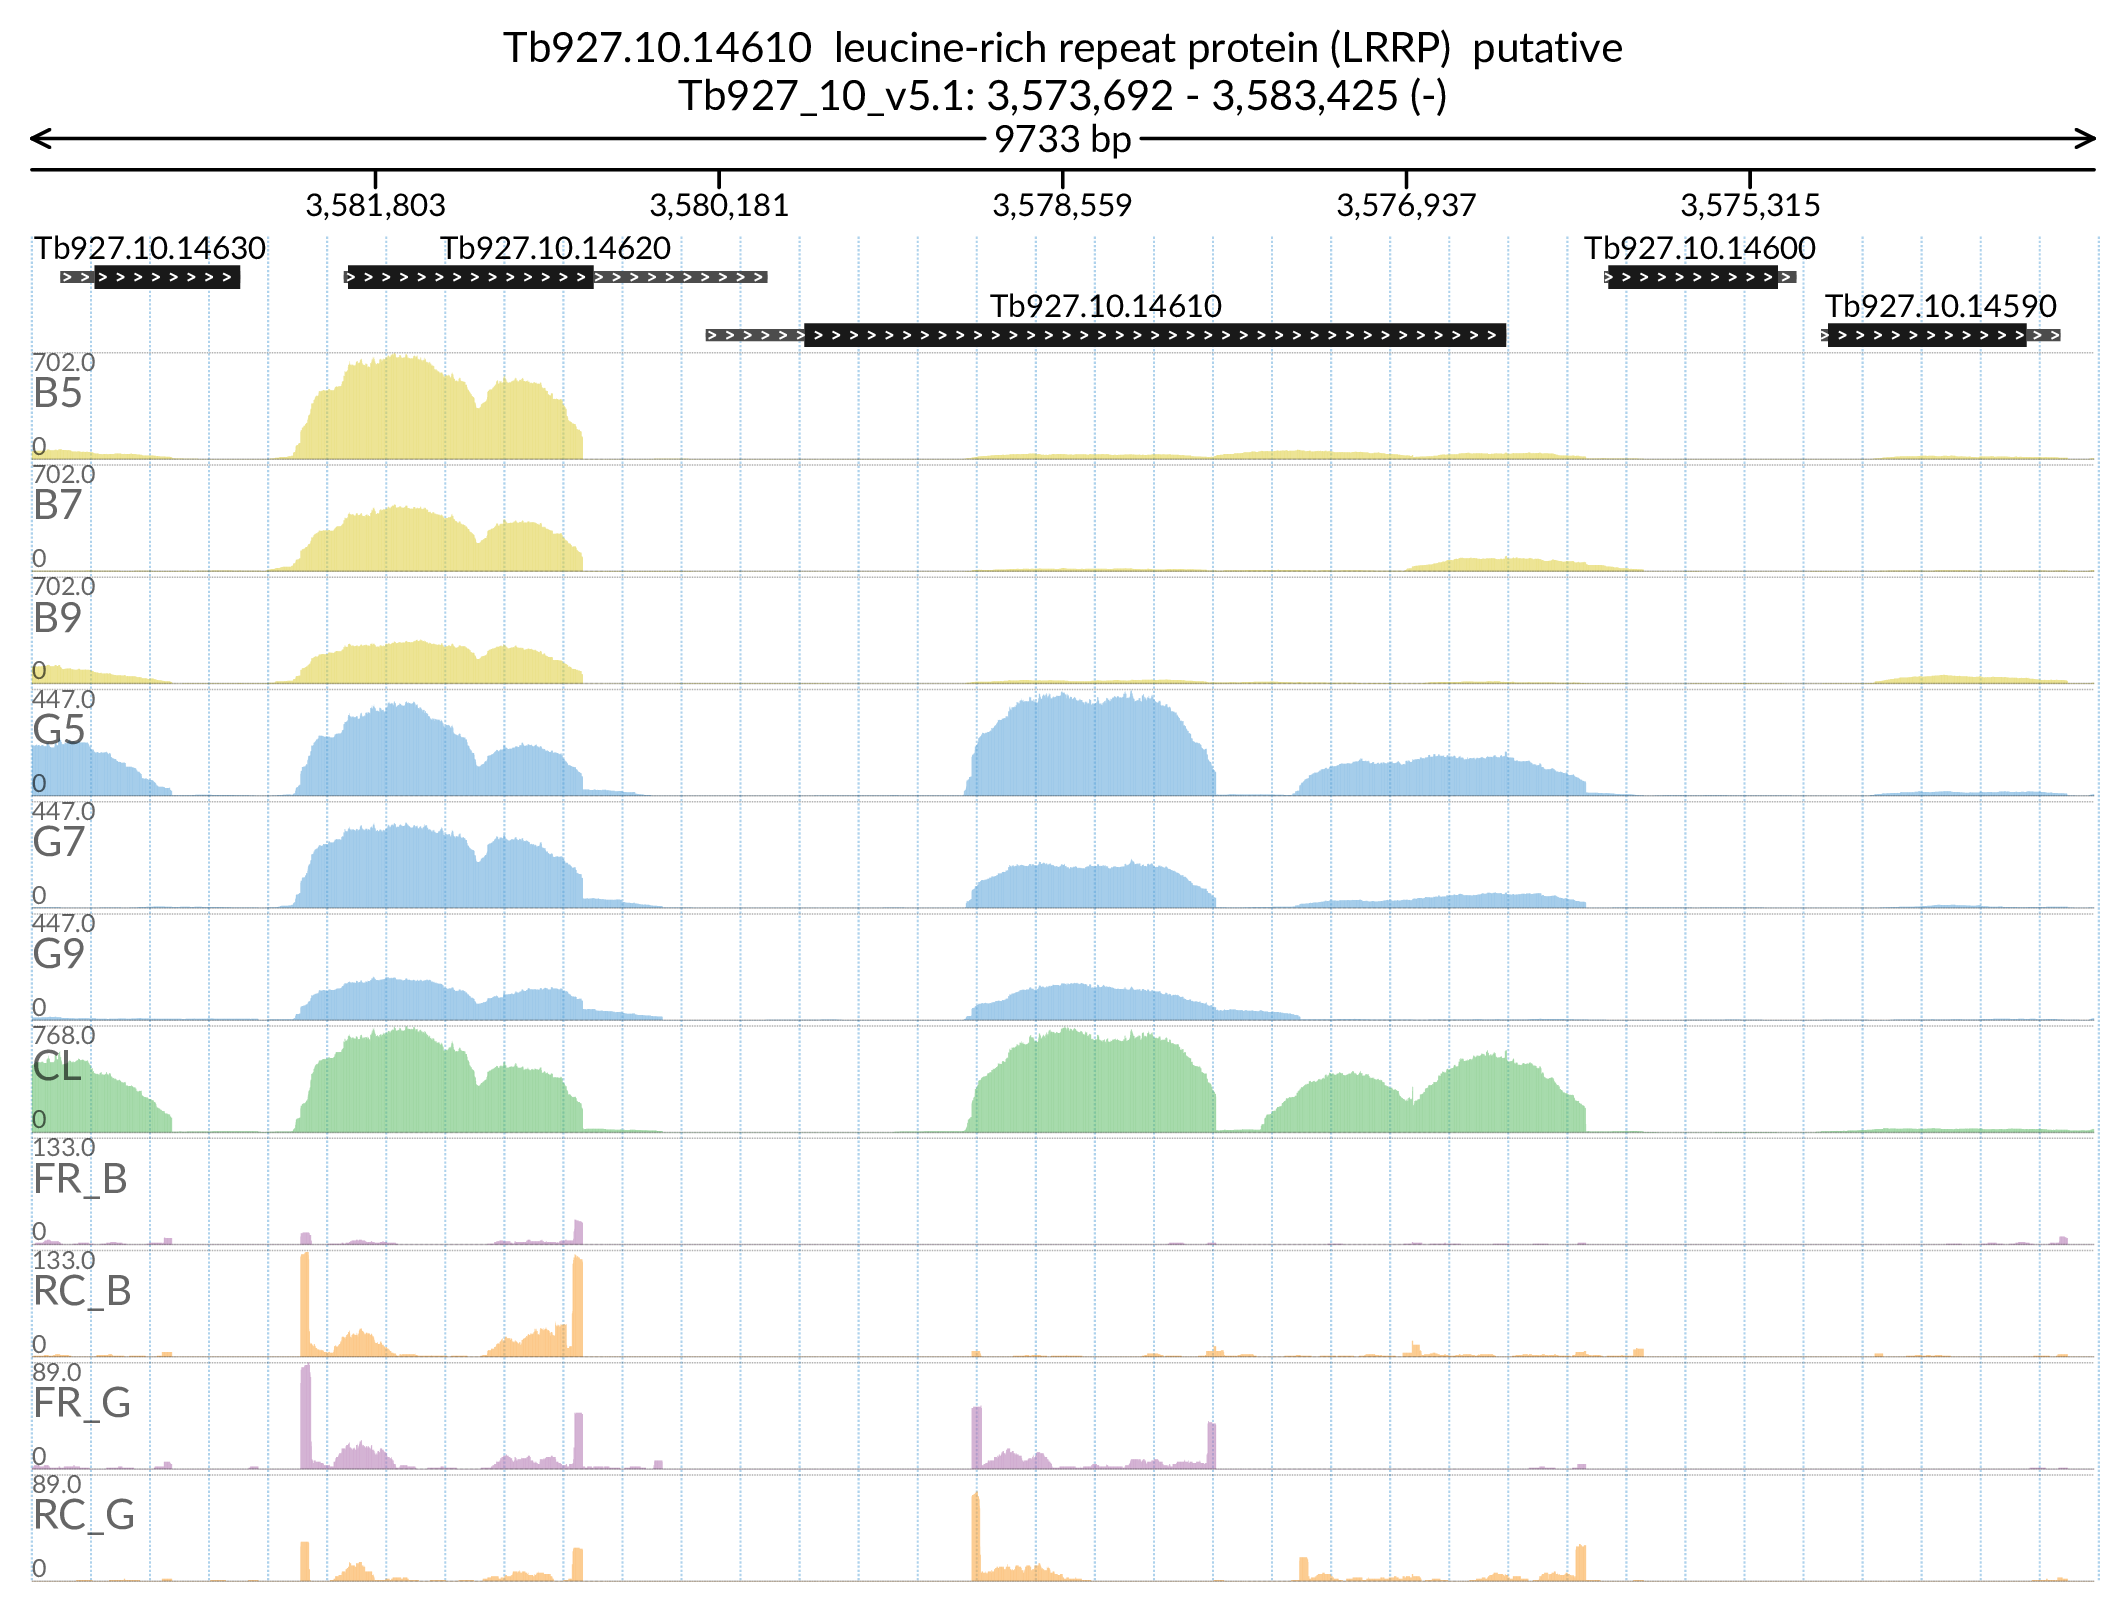 Tb927.10.14610  leucine-rich repeat protein (LRRP)  putative
Tb927_10_v5.1: 3,573,692 - 3,583,425 (-)
9733 bp
3,581,803 3,580,181 3,578,559 3,576,937 3,575,315
Tb927.10.14630 Tb927.10.14620 Tb927.10.14600
Tb927.10.14610 Tb927.10.14590
702.0
B5
0
702.0
B7
0
702.0
B9
0
447.0
G5
0
447.0
G7
0
447.0
G9
0
768.0
CL
0
133.0
FR_B
0
133.0
RC_B
0
89.0
FR_G
0
89.0
RC_G
0